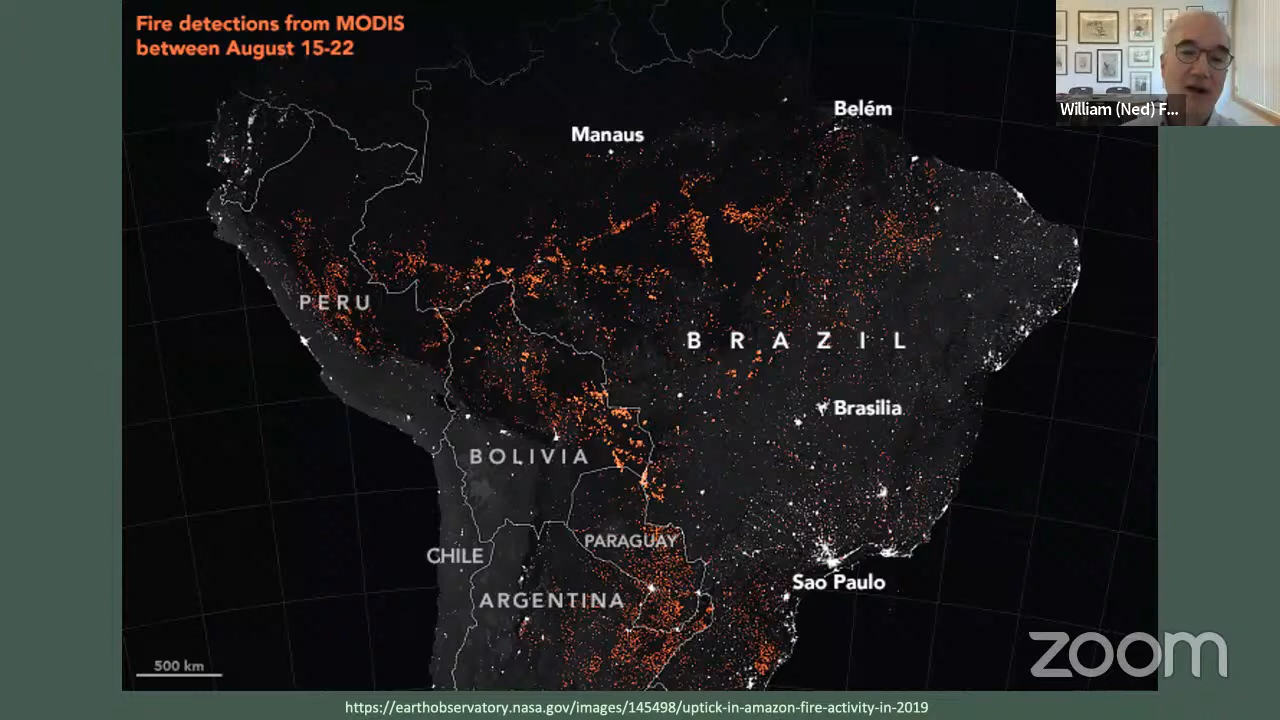 Fire detections from MODIS
between August 15-22
William (Ned) F...
Belém
Manaus
PERU
BRAZIL
Brasilia
BOLIVIA
PARAGUAY
CHILE
Sao Paulo
ARGENTINA
500 km
zoom
https://earthobservatory.nasa.gov/images/145498/uptick-in-amazon-fire-activity-in-2019